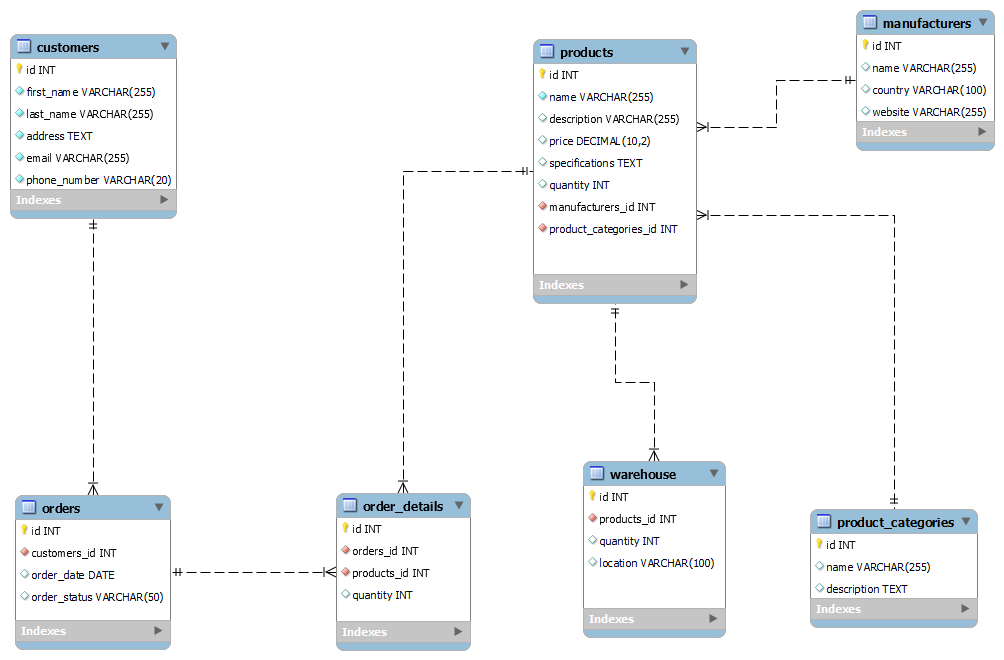 customers
id INT
first_name VARCHAR(255)
last_name VARCHAR(255)
address TEXT
email VARCHAR(255)
phone_number VARCHAR(20)
Indexes
products
id INT
name VARCHAR(255)
description VARCHAR(255)
price DECIMAL(10,2)
specifications TEXT
quantity INT
manufacturers_id INT
product_categories_id INT
Indexes
manufacturers
id INT
name VARCHAR(255)
country VARCHAR(100)
website VARCHAR(255)
Indexes
orders
id INT
customers_id INT
order_date DATE
order_status VARCHAR(50)
Indexes
order_details
id INT
orders_id INT
products_id INT
quantity INT
Indexes
warehouse
id INT
products_id INT
quantity INT
location VARCHAR(100)
Indexes
product_categories
id INT
name VARCHAR(255)
description TEXT
Indexes